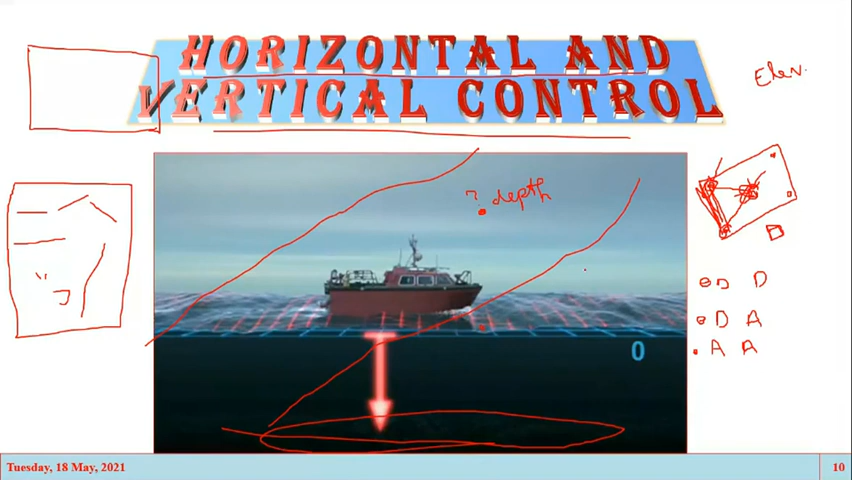 HORIZONTAL AND
VERTICAL CONTROL
Elev.
? depth
D D
D A
A A
0
Tuesday, 18 May, 2021
10